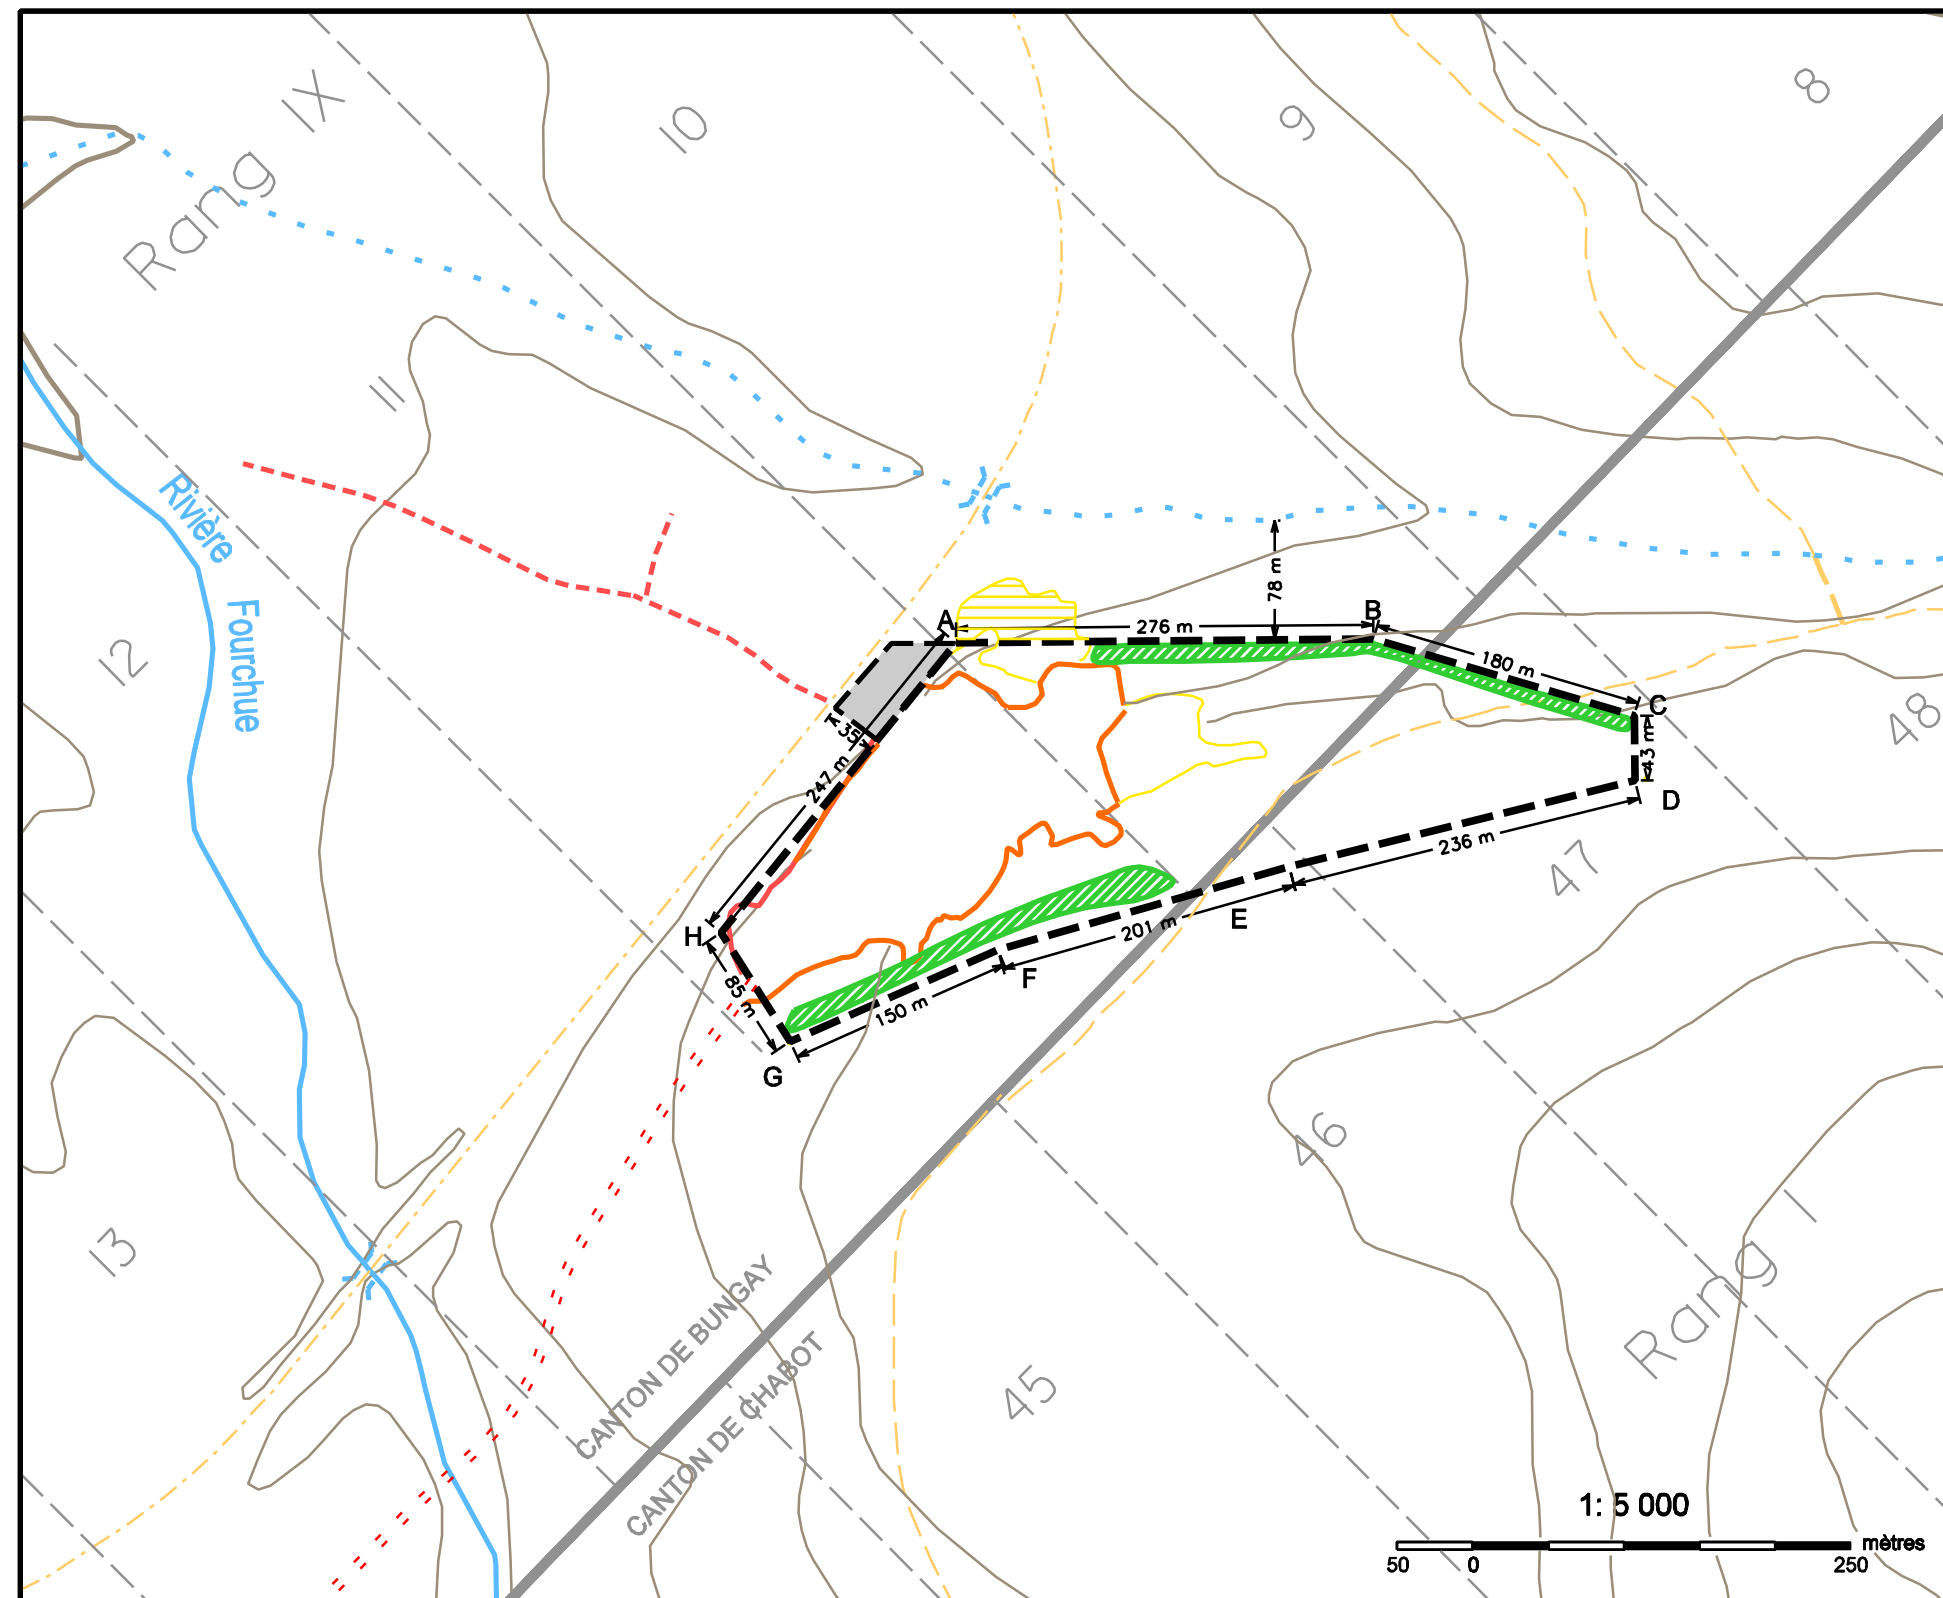 Rang IX
10
9
8
11
12
13
Rivière
Fourchue
A
B
C
D
E
F
G
H
78 m
276 m
180 m
43 m
236 m
201 m
150 m
85 m
247 m
35
48
47
46
45
Rang I
CANTON DE BUNGAY
CANTON DE CHABOT
1: 5 000
50 0 250 mètres